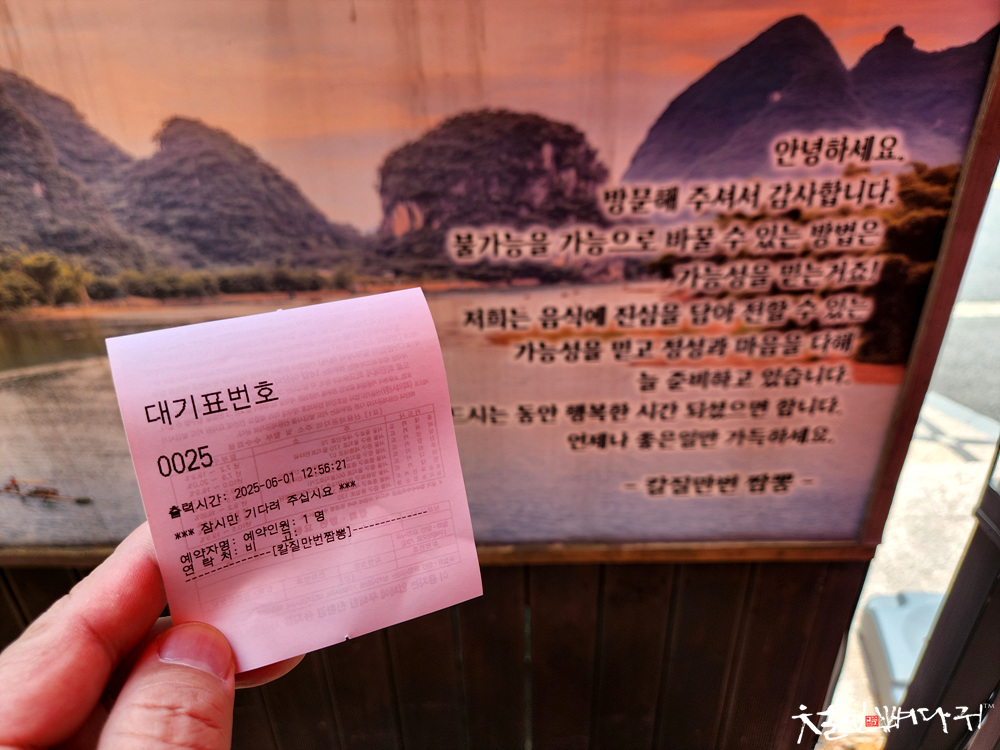 안녕하세요.
방문해 주셔서 감사합니다.
불가능을 가능으로 바꿀 수 있는 방법은
가능성을 믿는거죠!
저희는 음식에 진심을 담아 전할 수 있는
가능성을 믿고 정성과 마음을 다해
늘 준비하고 있습니다.
드시는 동안 행복한 시간 되셨으면 합니다.
언제나 좋은일만 가득하세요.
- 칼질만번 짬뽕 -
대기표번호
0025
출력시간: 2025-06-01 12:56:21
*** 잠시만 기다려 주십시요 ***
예약자명: 예약인원: 1 명
연 락 처: 비    고:
-------------[칼질만번짬뽕]-------------